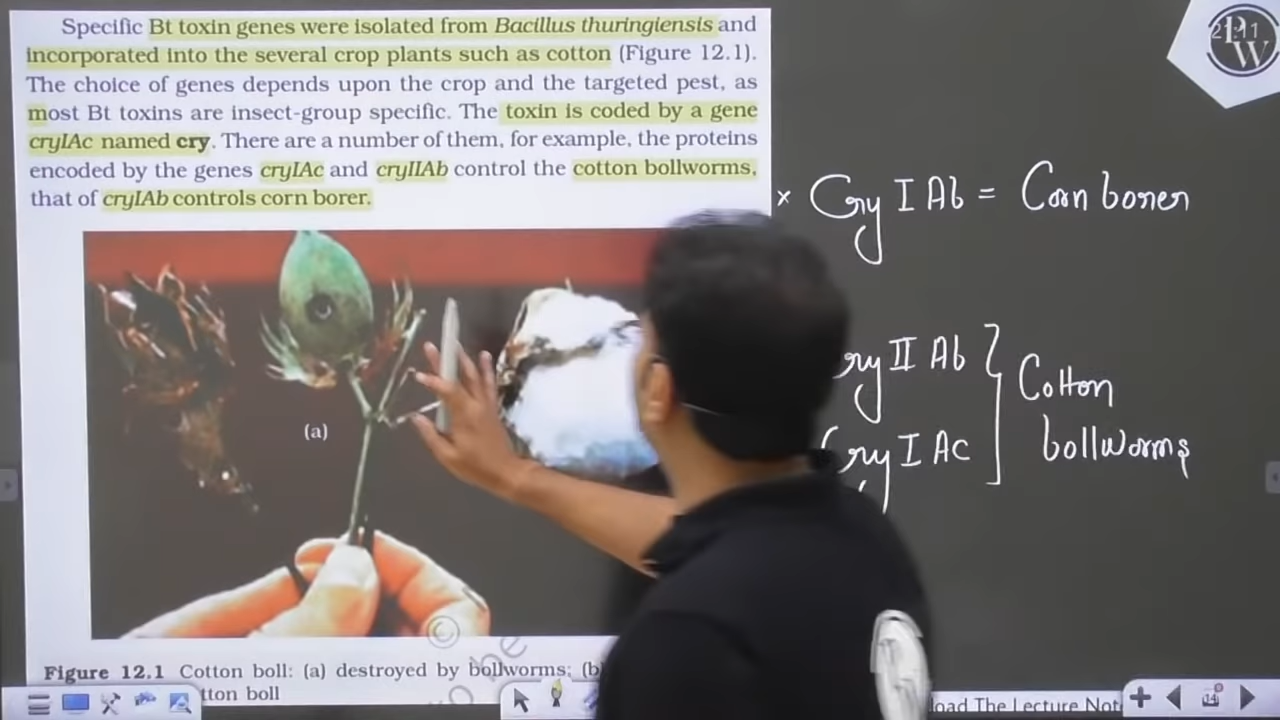 Specific Bt toxin genes were isolated from Bacillus thuringiensis and
incorporated into the several crop plants such as cotton (Figure 12.1).
The choice of genes depends upon the crop and the targeted pest, as
most Bt toxins are insect-group specific. The toxin is coded by a gene
cryIAc named cry. There are a number of them, for example, the proteins
encoded by the genes cryIAc and cryIIAb control the cotton bollworms,
that of cryIAb controls corn borer.
× Cry I Ab = Corn borer
ry II Ab
Cry I Ac
Cotton
bollworms
(a)
©
Figure 12.1 Cotton boll: (a) destroyed by bollworms; (b)
tton boll
load The Lecture Not
14
P
W